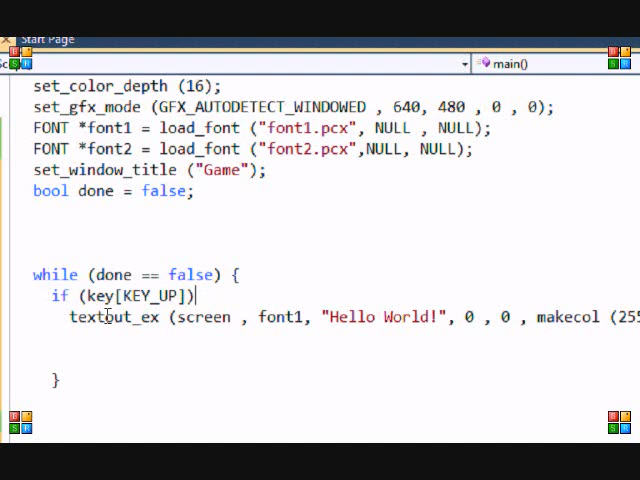 Start Page
main()
set_color_depth (16);
set_gfx_mode (GFX_AUTODETECT_WINDOWED , 640, 480 , 0 , 0);
FONT *font1 = load_font ("font1.pcx", NULL , NULL);
FONT *font2 = load_font ("font2.pcx",NULL, NULL);
set_window_title ("Game");
bool done = false;
while (done == false) {
if (key[KEY_UP])
textout_ex (screen , font1, "Hello World!", 0 , 0 , makecol (255
}